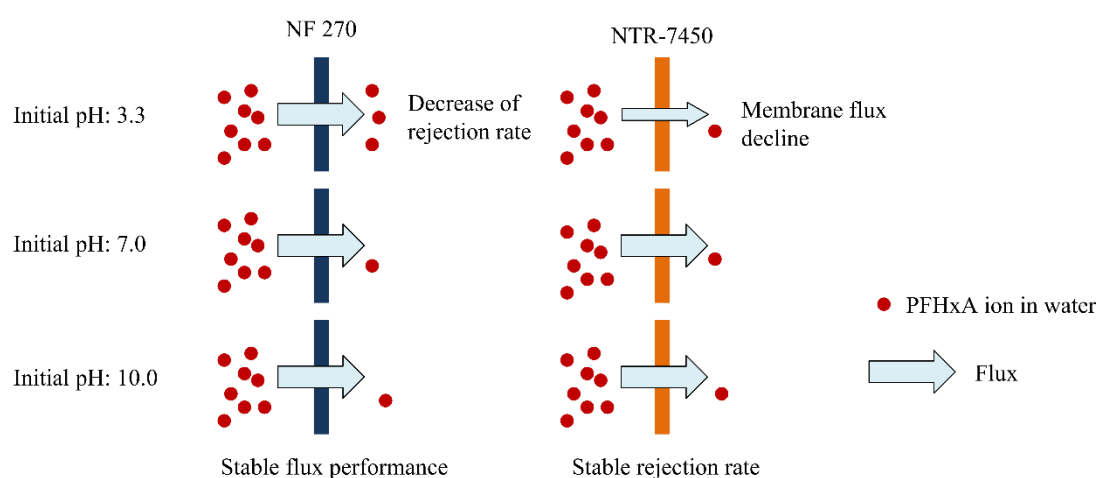 NF 270
NTR-7450
Initial pH: 3.3
Decrease of
rejection rate
Membrane flux
decline
Initial pH: 7.0
PFHxA ion in water
Initial pH: 10.0
Flux
Stable flux performance
Stable rejection rate